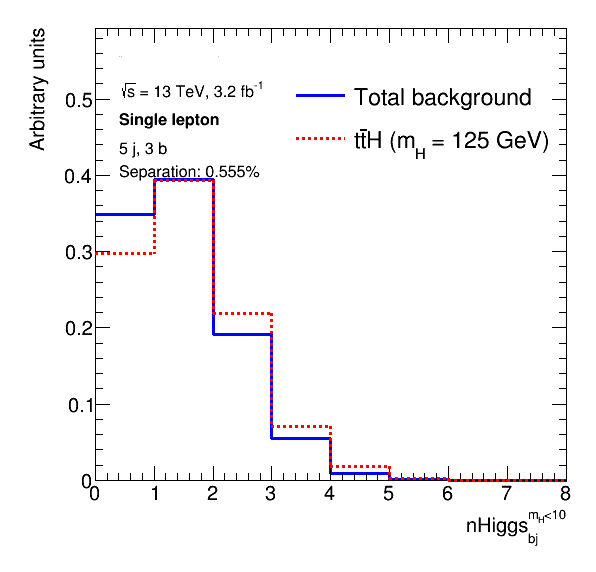 Arbitrary units
√s = 13 TeV, 3.2 fb⁻¹
Single lepton
5 j, 3 b
Separation: 0.555%
Total background
tt̄H (m_H = 125 GeV)
0.5
0.4
0.3
0.2
0.1
0
0 1 2 3 4 5 6 7 8
nHiggs_bj^m_H<10